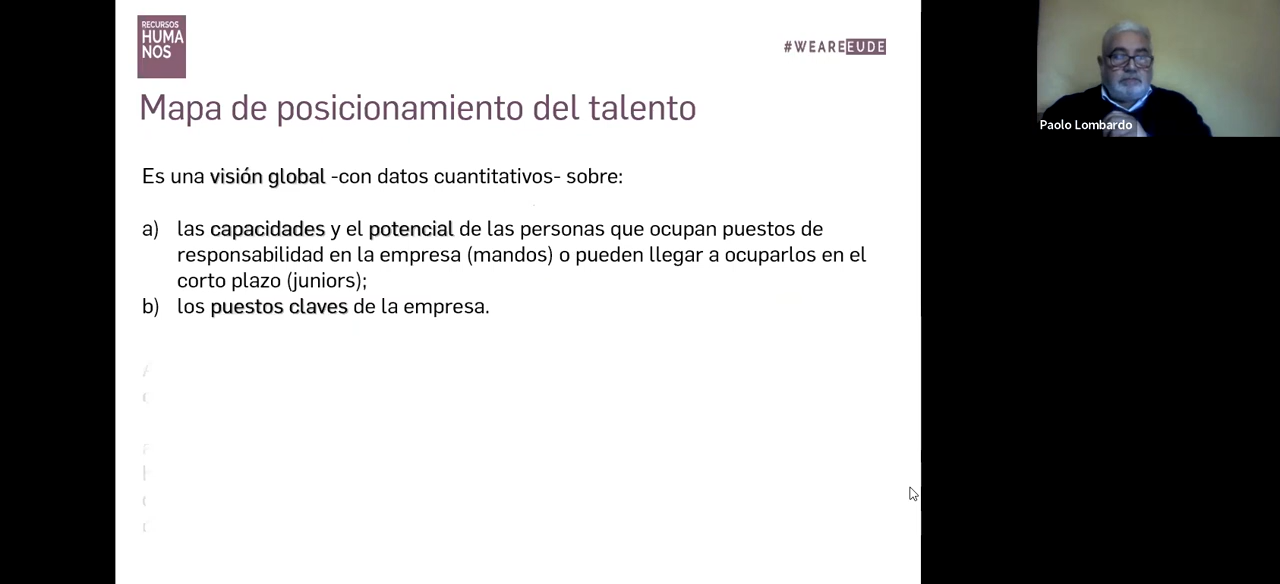 RECURSOS
HUMA
NOS
#WEAREEUDE
Mapa de posicionamiento del talento
Es una visión global -con datos cuantitativos- sobre:
a) las capacidades y el potencial de las personas que ocupan puestos de
responsabilidad en la empresa (mandos) o pueden llegar a ocuparlos en el
corto plazo (juniors);
b) los puestos claves de la empresa.
Paolo Lombardo